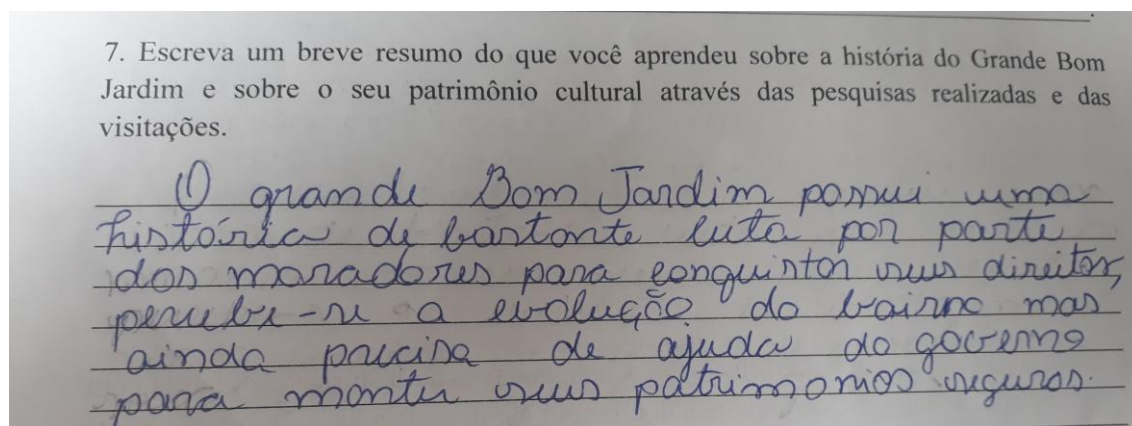 7. Escreva um breve resumo do que você aprendeu sobre a história do Grande Bom
Jardim e sobre o seu patrimônio cultural através das pesquisas realizadas e das
visitações.
O grande Bom Jardim possui uma
história de bastante luta por parte
dos moradores para conquistar seus direitos,
percebe-se a evolução do bairro mas
ainda precisa de ajuda do governo
para manter seus patrimonios seguros.